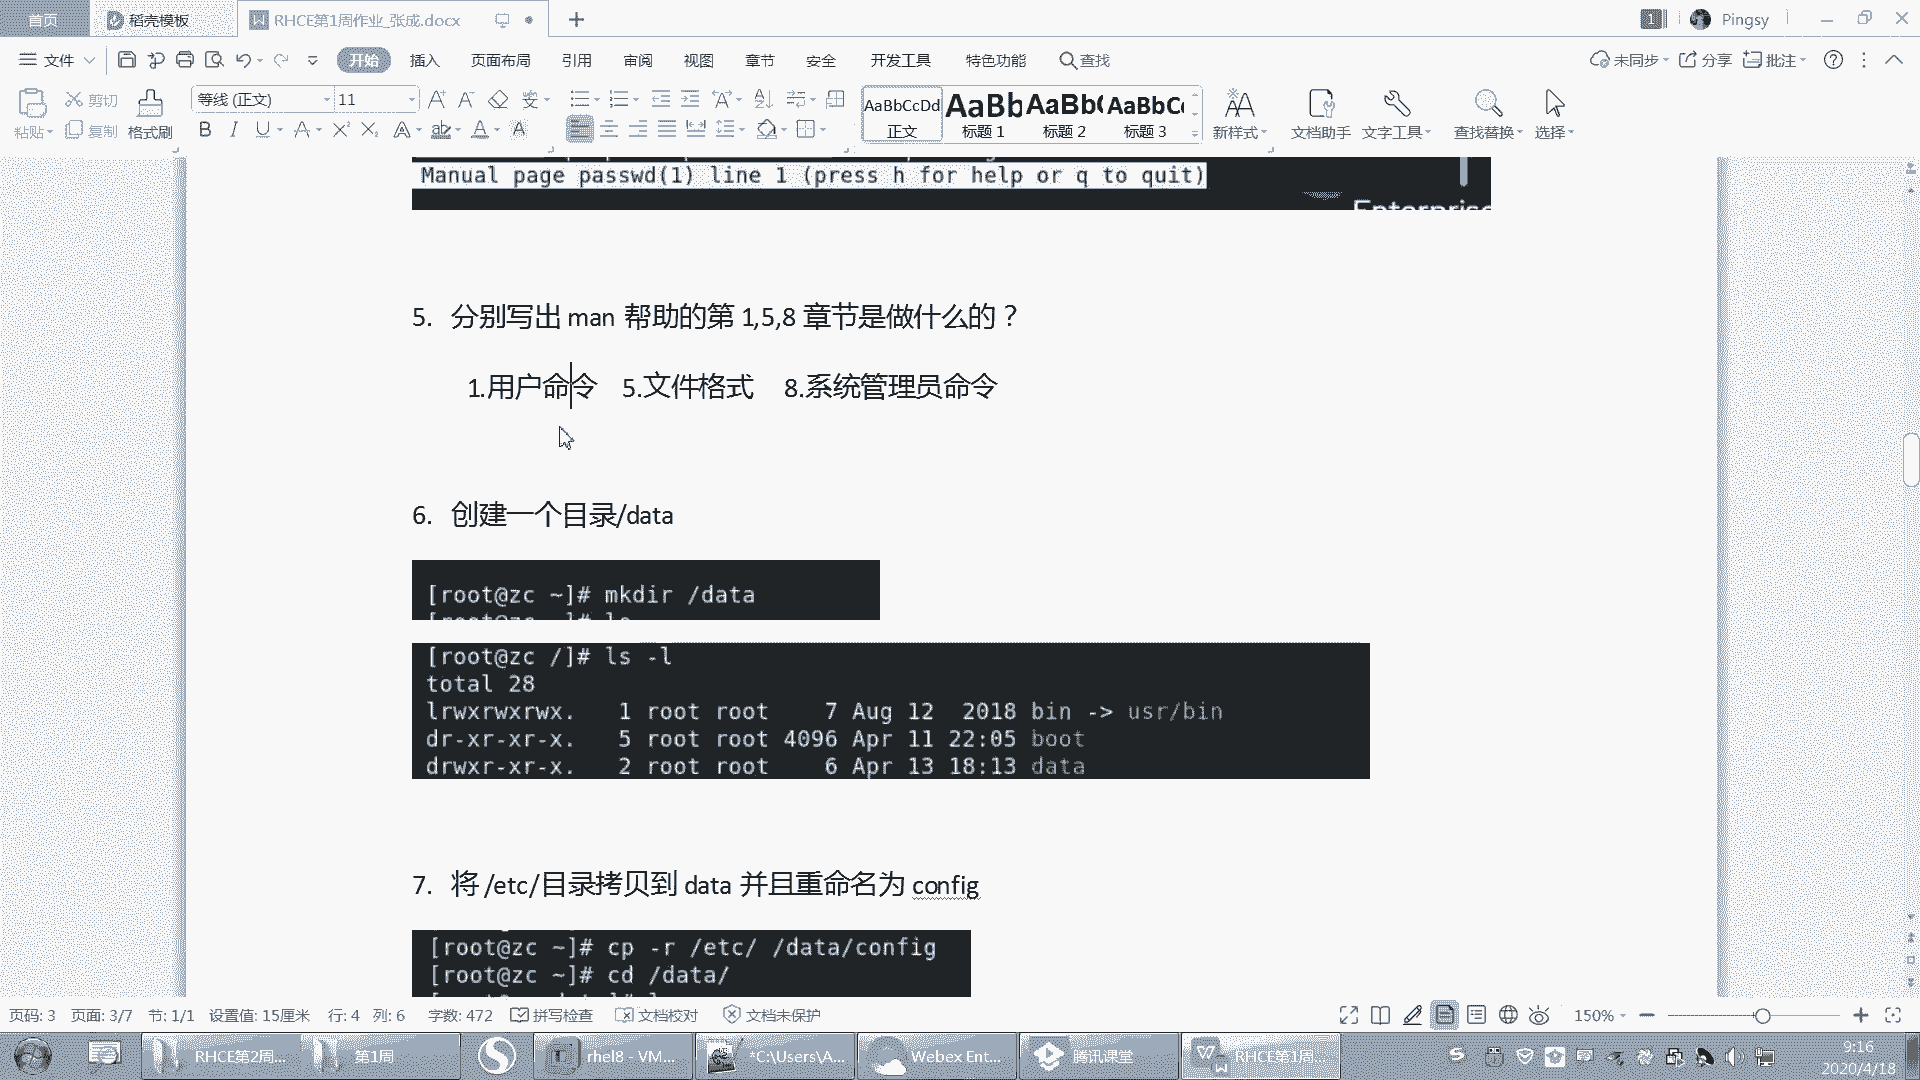 首页 稻壳模板 RHCE第1周作业_张成.docx 1 Pingsy
文件 开始 插入 页面布局 引用 审阅 视图 章节 安全 开发工具 特色功能 查找 未同步 分享 批注
粘贴 剪切 复制 格式刷 等线 (正文) 11 AaBbCcDd 正文 AaBb 标题 1 AaBb( 标题 2 AaBbC 标题 3 新样式 文档助手 文字工具 查找替换 选择
Manual page passwd(1) line 1 (press h for help or q to quit)
Enterprise
5. 分别写出 man 帮助的第 1,5,8 章节是做什么的？
1.用户命令 5.文件格式 8.系统管理员命令
6. 创建一个目录/data
[root@zc ~]# mkdir /data
[root@zc ~]# ls
[root@zc /]# ls -l
total 28
lrwxrwxrwx. 1 root root 7 Aug 12 2018 bin -> usr/bin
dr-xr-xr-x. 5 root root 4096 Apr 11 22:05 boot
drwxr-xr-x. 2 root root 6 Apr 13 18:13 data
7. 将 /etc/目录拷贝到 data 并且重命名为 config
[root@zc ~]# cp -r /etc/ /data/config
[root@zc ~]# cd /data/
页码: 3 页面: 3/7 节: 1/1 设置值: 15厘米 行: 4 列: 6 字数: 472 拼写检查 文档校对 文档未保护 150%
RHCE第2周... 第1周 rhel8 - VM... *C:\Users\A... Webex Ent... 腾讯课堂 RHCE第1周... 9:16
2020/4/18